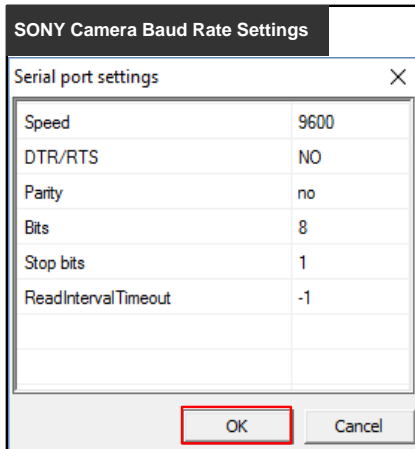 SONY Camera Baud Rate Settings
Serial port settings
Speed 9600
DTR/RTS NO
Parity no
Bits 8
Stop bits 1
ReadIntervalTimeout -1
OK Cancel